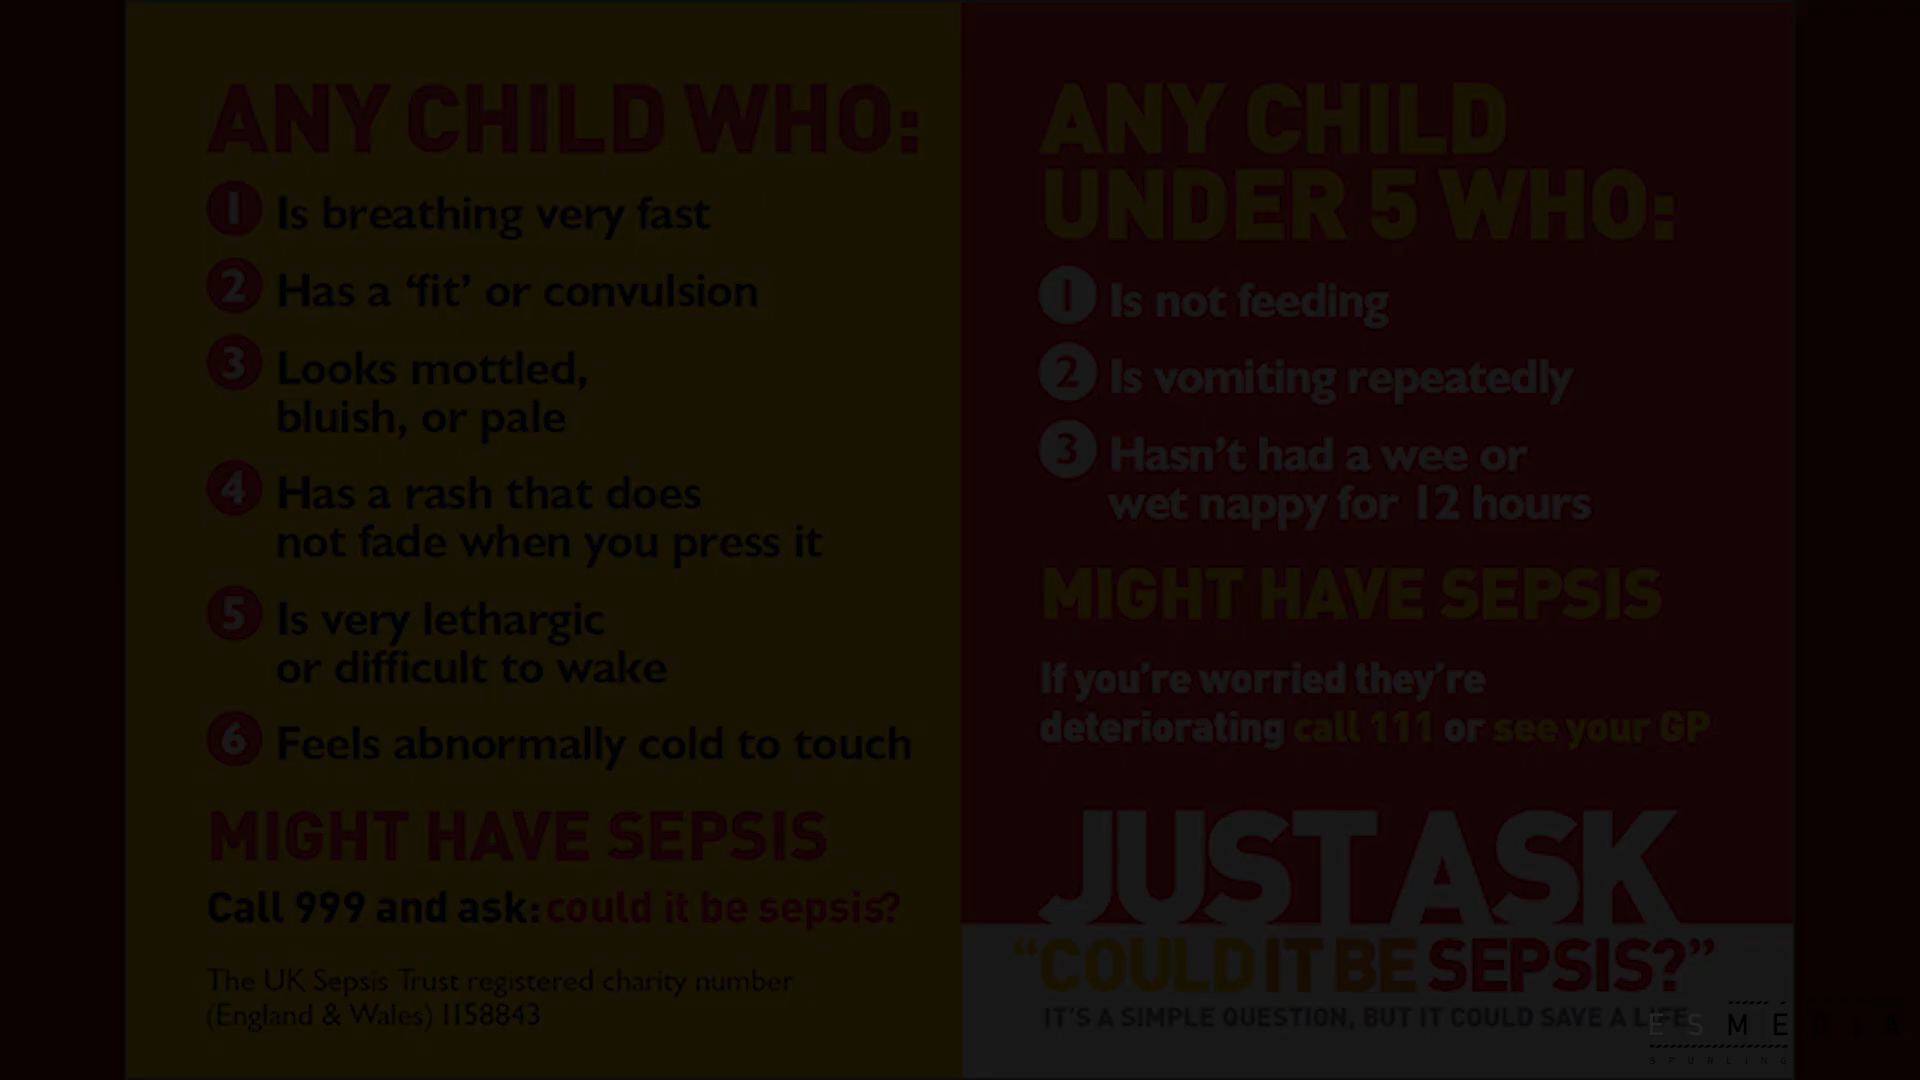 ANY CHILD WHO:
1 Is breathing very fast
2 Has a ‘fit’ or convulsion
3 Looks mottled,
bluish, or pale
4 Has a rash that does
not fade when you press it
5 Is very lethargic
or difficult to wake
6 Feels abnormally cold to touch
MIGHT HAVE SEPSIS
Call 999 and ask: could it be sepsis?
The UK Sepsis Trust registered charity number
(England & Wales) 1158843
ANY CHILD
UNDER 5 WHO:
1 Is not feeding
2 Is vomiting repeatedly
3 Hasn’t had a wee or
wet nappy for 12 hours
MIGHT HAVE SEPSIS
If you’re worried they’re
deteriorating call 111 or see your GP
JUST ASK
“COULD IT BE SEPSIS?”
IT’S A SIMPLE QUESTION, BUT IT COULD SAVE A LIFE
ESMEDIA
SPURLING